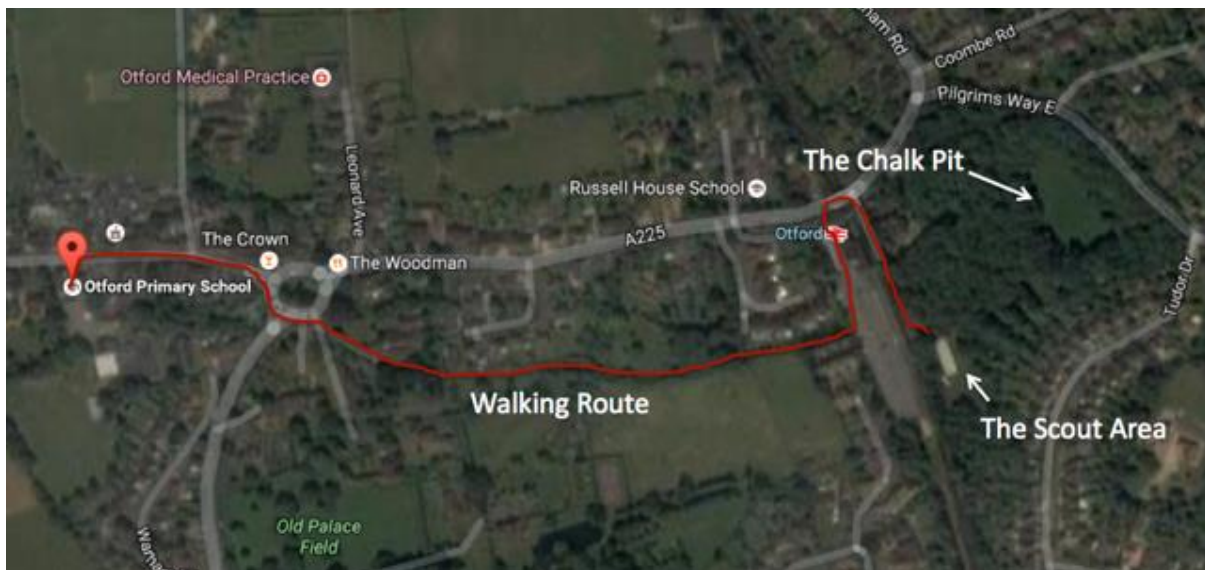 Otford Medical Practice
Coombe Rd
Pilgrims Way E
Leonard Ave
The Chalk Pit
Russell House School
The Crown
A225
Otford
The Woodman
Otford Primary School
Tudor Dr
Walking Route
The Scout Area
Old Palace
Field